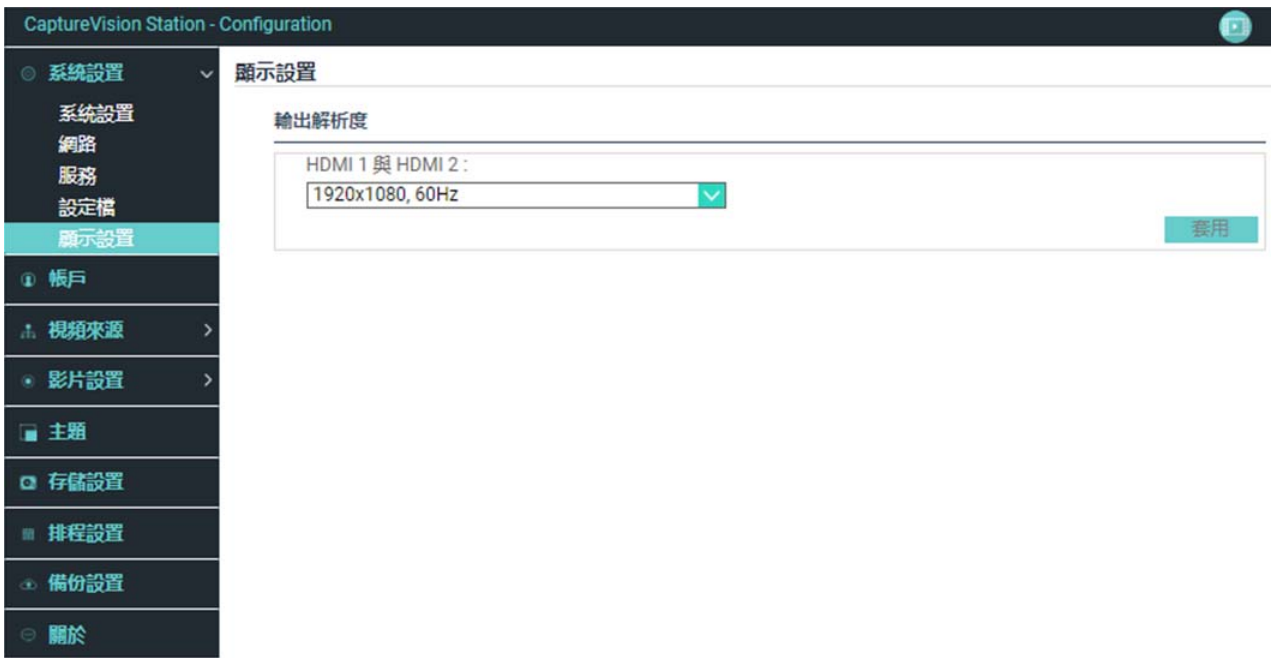 CaptureVision Station - Configuration
系統設置
系統設置
網路
服務
設定檔
顯示設置
帳戶
視頻來源
影片設置
主題
存儲設置
排程設置
備份設置
關於
顯示設置
輸出解析度
HDMI 1 與 HDMI 2 :
1920x1080, 60Hz
套用